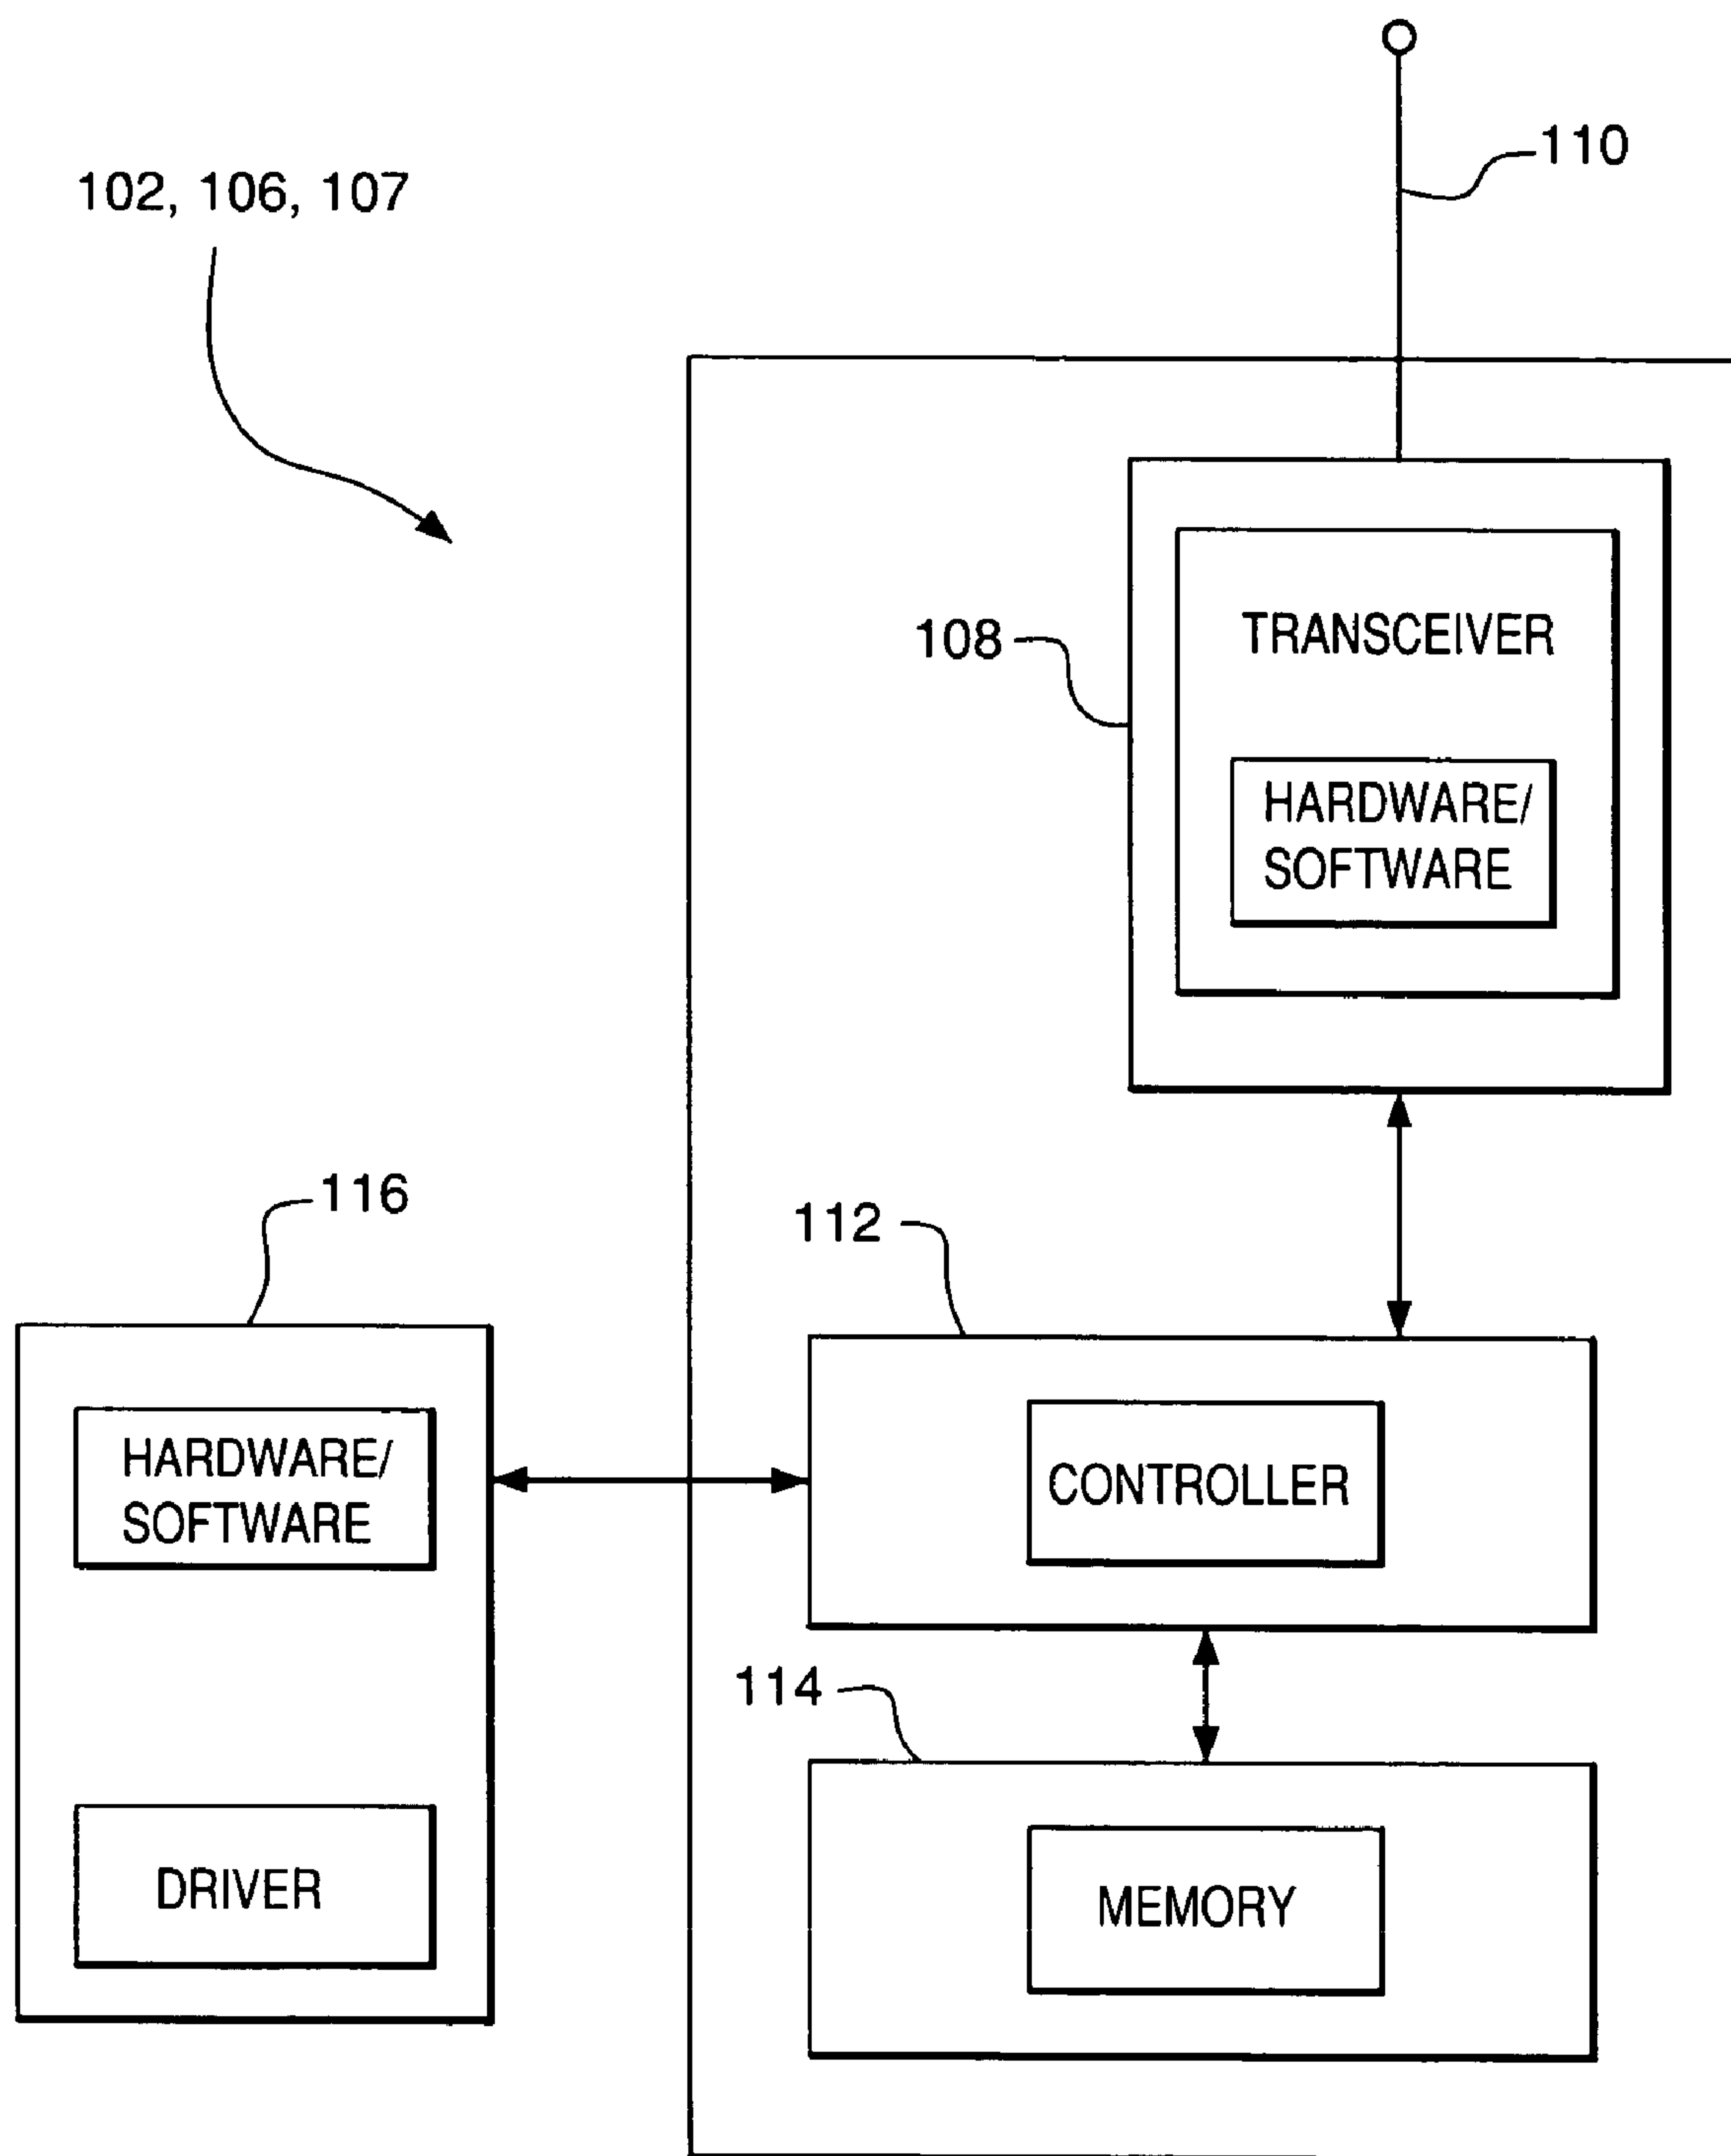 110
102, 106, 107
108
TRANSCEIVER
HARDWARE/
SOFTWARE
116
112
HARDWARE/
SOFTWARE
CONTROLLER
114
DRIVER
MEMORY